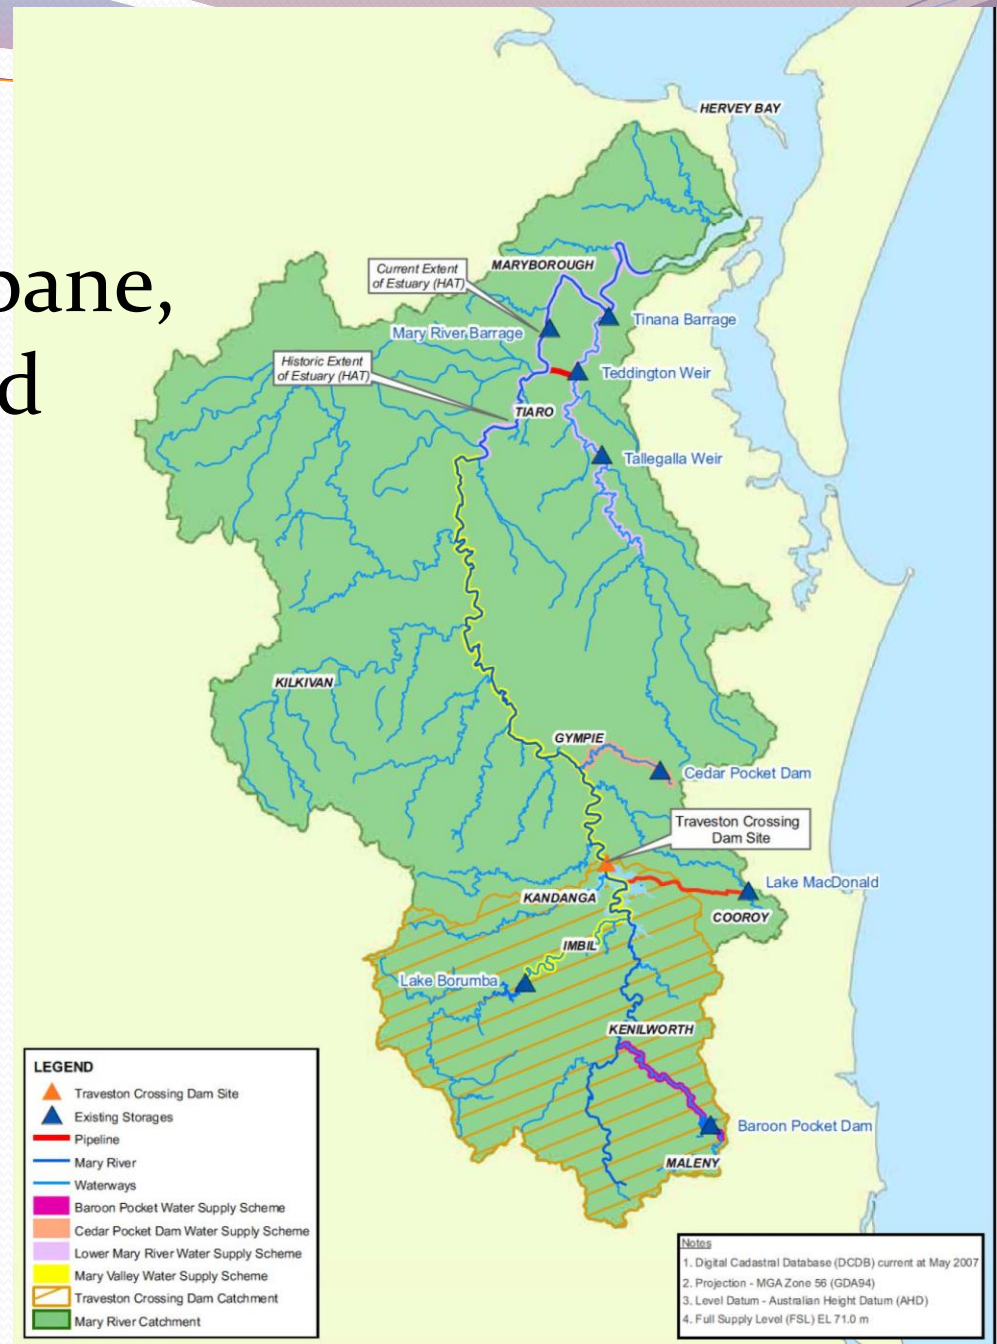 HERVEY BAY
bane,
d
Current Extent
of Estuary (HAT)
MARYBOROUGH
Tinana Barrage
Mary River Barrage
Historic Extent
of Estuary (HAT)
Teddington Weir
TIARO
Tallegalla Weir
KILKIVAN
GYMPIE
Cedar Pocket Dam
Traveston Crossing
Dam Site
Lake MacDonald
KANDANGA
COOROY
IMBIL
Lake Borumba
KENILWORTH
Baroon Pocket Dam
MALENY
LEGEND
Traveston Crossing Dam Site
Existing Storages
Pipeline
Mary River
Waterways
Baroon Pocket Water Supply Scheme
Cedar Pocket Dam Water Supply Scheme
Lower Mary River Water Supply Scheme
Mary Valley Water Supply Scheme
Traveston Crossing Dam Catchment
Mary River Catchment
Notes
1. Digital Cadastral Database (DCDB) current at May 2007
2. Projection - MGA Zone 56 (GDA94)
3. Level Datum - Australian Height Datum (AHD)
4. Full Supply Level (FSL) EL 71.0 m